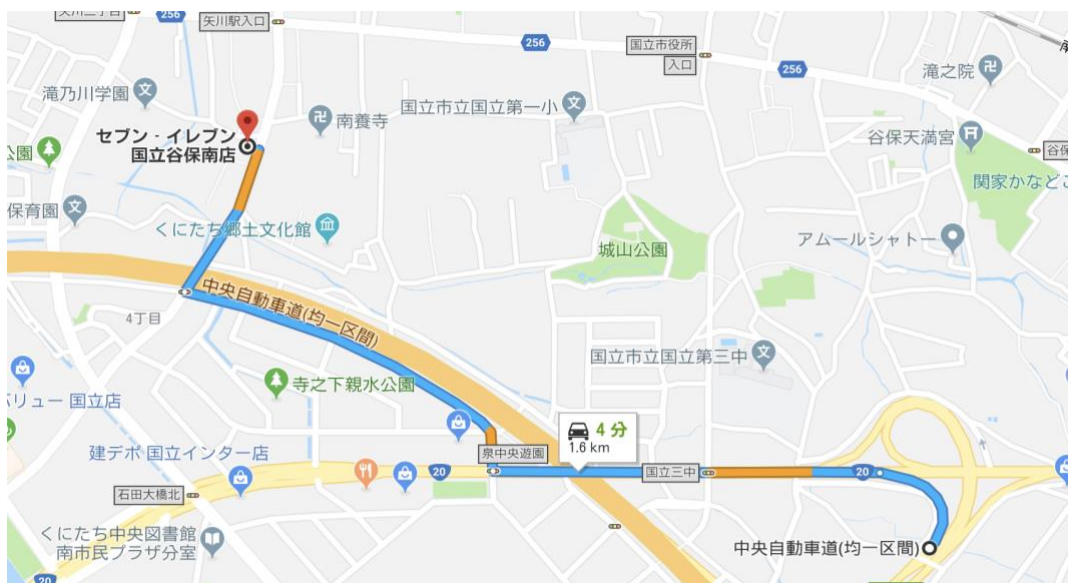 256
矢川駅入口
256
国立市役所
入口
256
滝之院
滝乃川学園
国立市立国立第一小
南養寺
セブン‐イレブン
国立谷保南店
谷保天満宮
公園
関家かなどこ
保育園
くにたち郷土文化館
城山公園
アムールシャトー
中央自動車道(均一区間)
4丁目
国立市立国立第三中
寺之下親水公園
バリュー 国立店
4 分
1.6 km
建デポ 国立インター店
泉中央遊園
20
国立三中
20
石田大橋北
くにたち中央図書館
南市民プラザ分室
中央自動車道(均一区間)
20